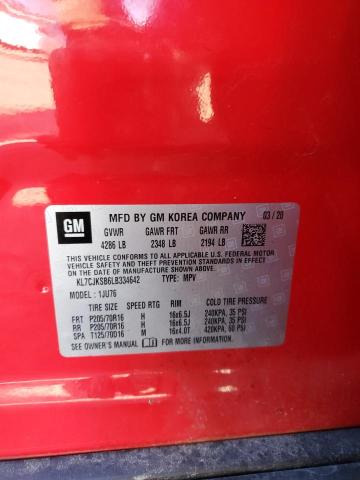 GM
MFD BY GM KOREA COMPANY 03/20
GVWR GAWR FRT GAWR RR
4286 LB 2348 LB 2194 LB
THIS VEHICLE CONFORMS TO ALL APPLICABLE U.S. FEDERAL MOTOR
VEHICLE SAFETY AND THEFT PREVENTION STANDARDS IN EFFECT
ON THE DATE OF MANUFACTURE SHOWN ABOVE.
KL7CJKSB6LB334642 TYPE: MPV
MODEL: 1JU76
TIRE SIZE SPEED RTG RIM COLD TIRE PRESSURE
FRT P205/70R16 H 16x6.5J 240KPA, 35 PSI
RR P205/70R16 H 16x6.5J 240KPA, 35 PSI
SPA T125/70D16 M 16x4.0T 420KPA, 60 PSI
SEE OWNER'S MANUAL FOR ADDITIONAL INFORMATION